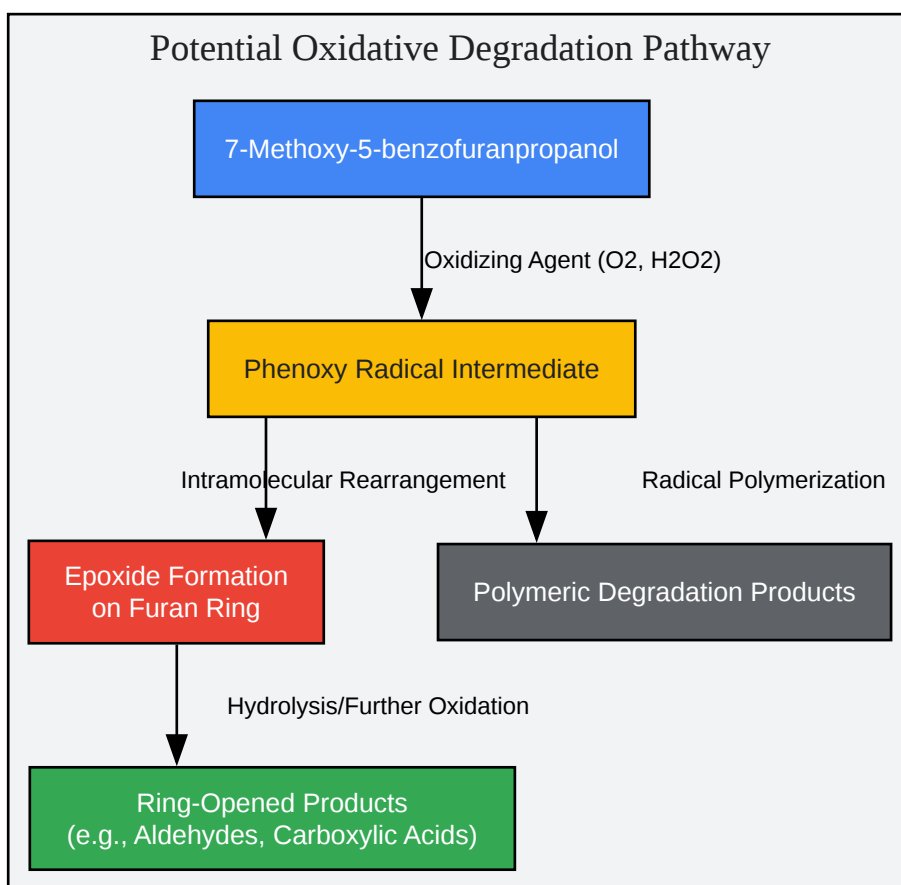 Potential Oxidative Degradation Pathway
7-Methoxy-5-benzofuranpropanol
Oxidizing Agent (O2, H2O2)
Phenoxy Radical Intermediate
Intramolecular Rearrangement
Radical Polymerization
Epoxide Formation
on Furan Ring
Polymeric Degradation Products
Hydrolysis/Further Oxidation
Ring-Opened Products
(e.g., Aldehydes, Carboxylic Acids)